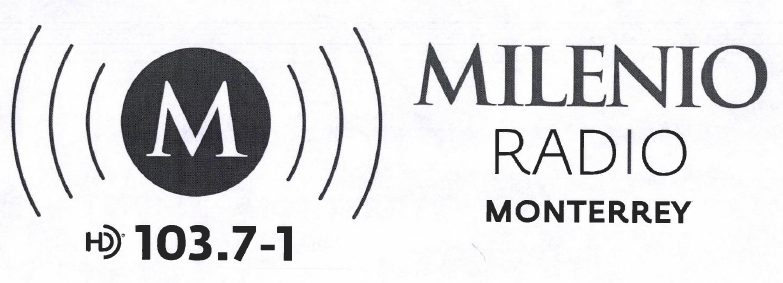 M
HD 103.7-1
MILENIO
RADIO
MONTERREY